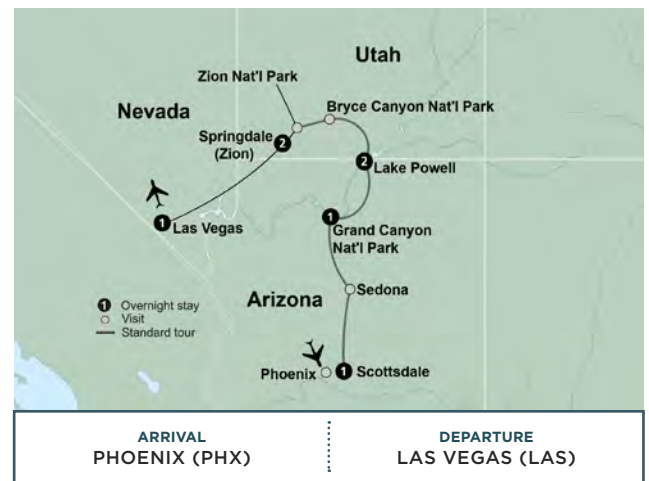 Utah
Zion Nat'l Park
Nevada
Bryce Canyon Nat'l Park
Springdale
(Zion)
2
2
Lake Powell
1
Las Vegas
1
Grand Canyon
Nat'l Park
Arizona
Sedona
1 Overnight stay
Visit
Standard tour
Phoenix
1
Scottsdale
ARRIVAL
PHOENIX (PHX)
DEPARTURE
LAS VEGAS (LAS)